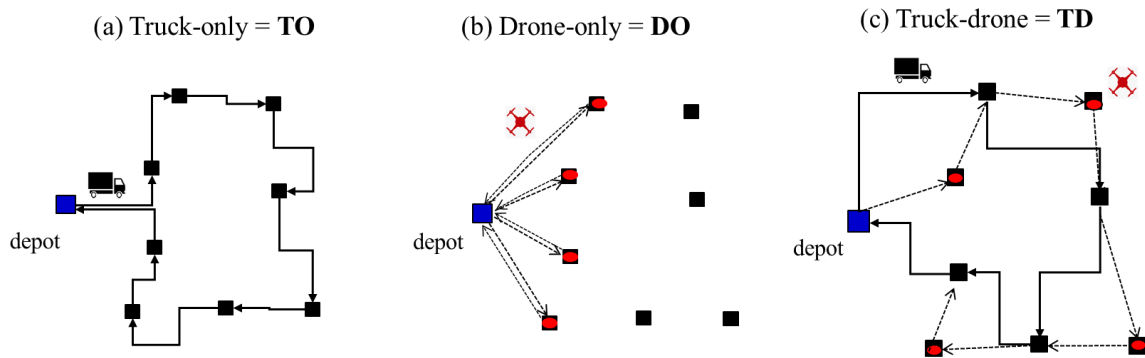 (a) Truck-only = TO
(b) Drone-only = DO
(c) Truck-drone = TD
depot
depot
depot